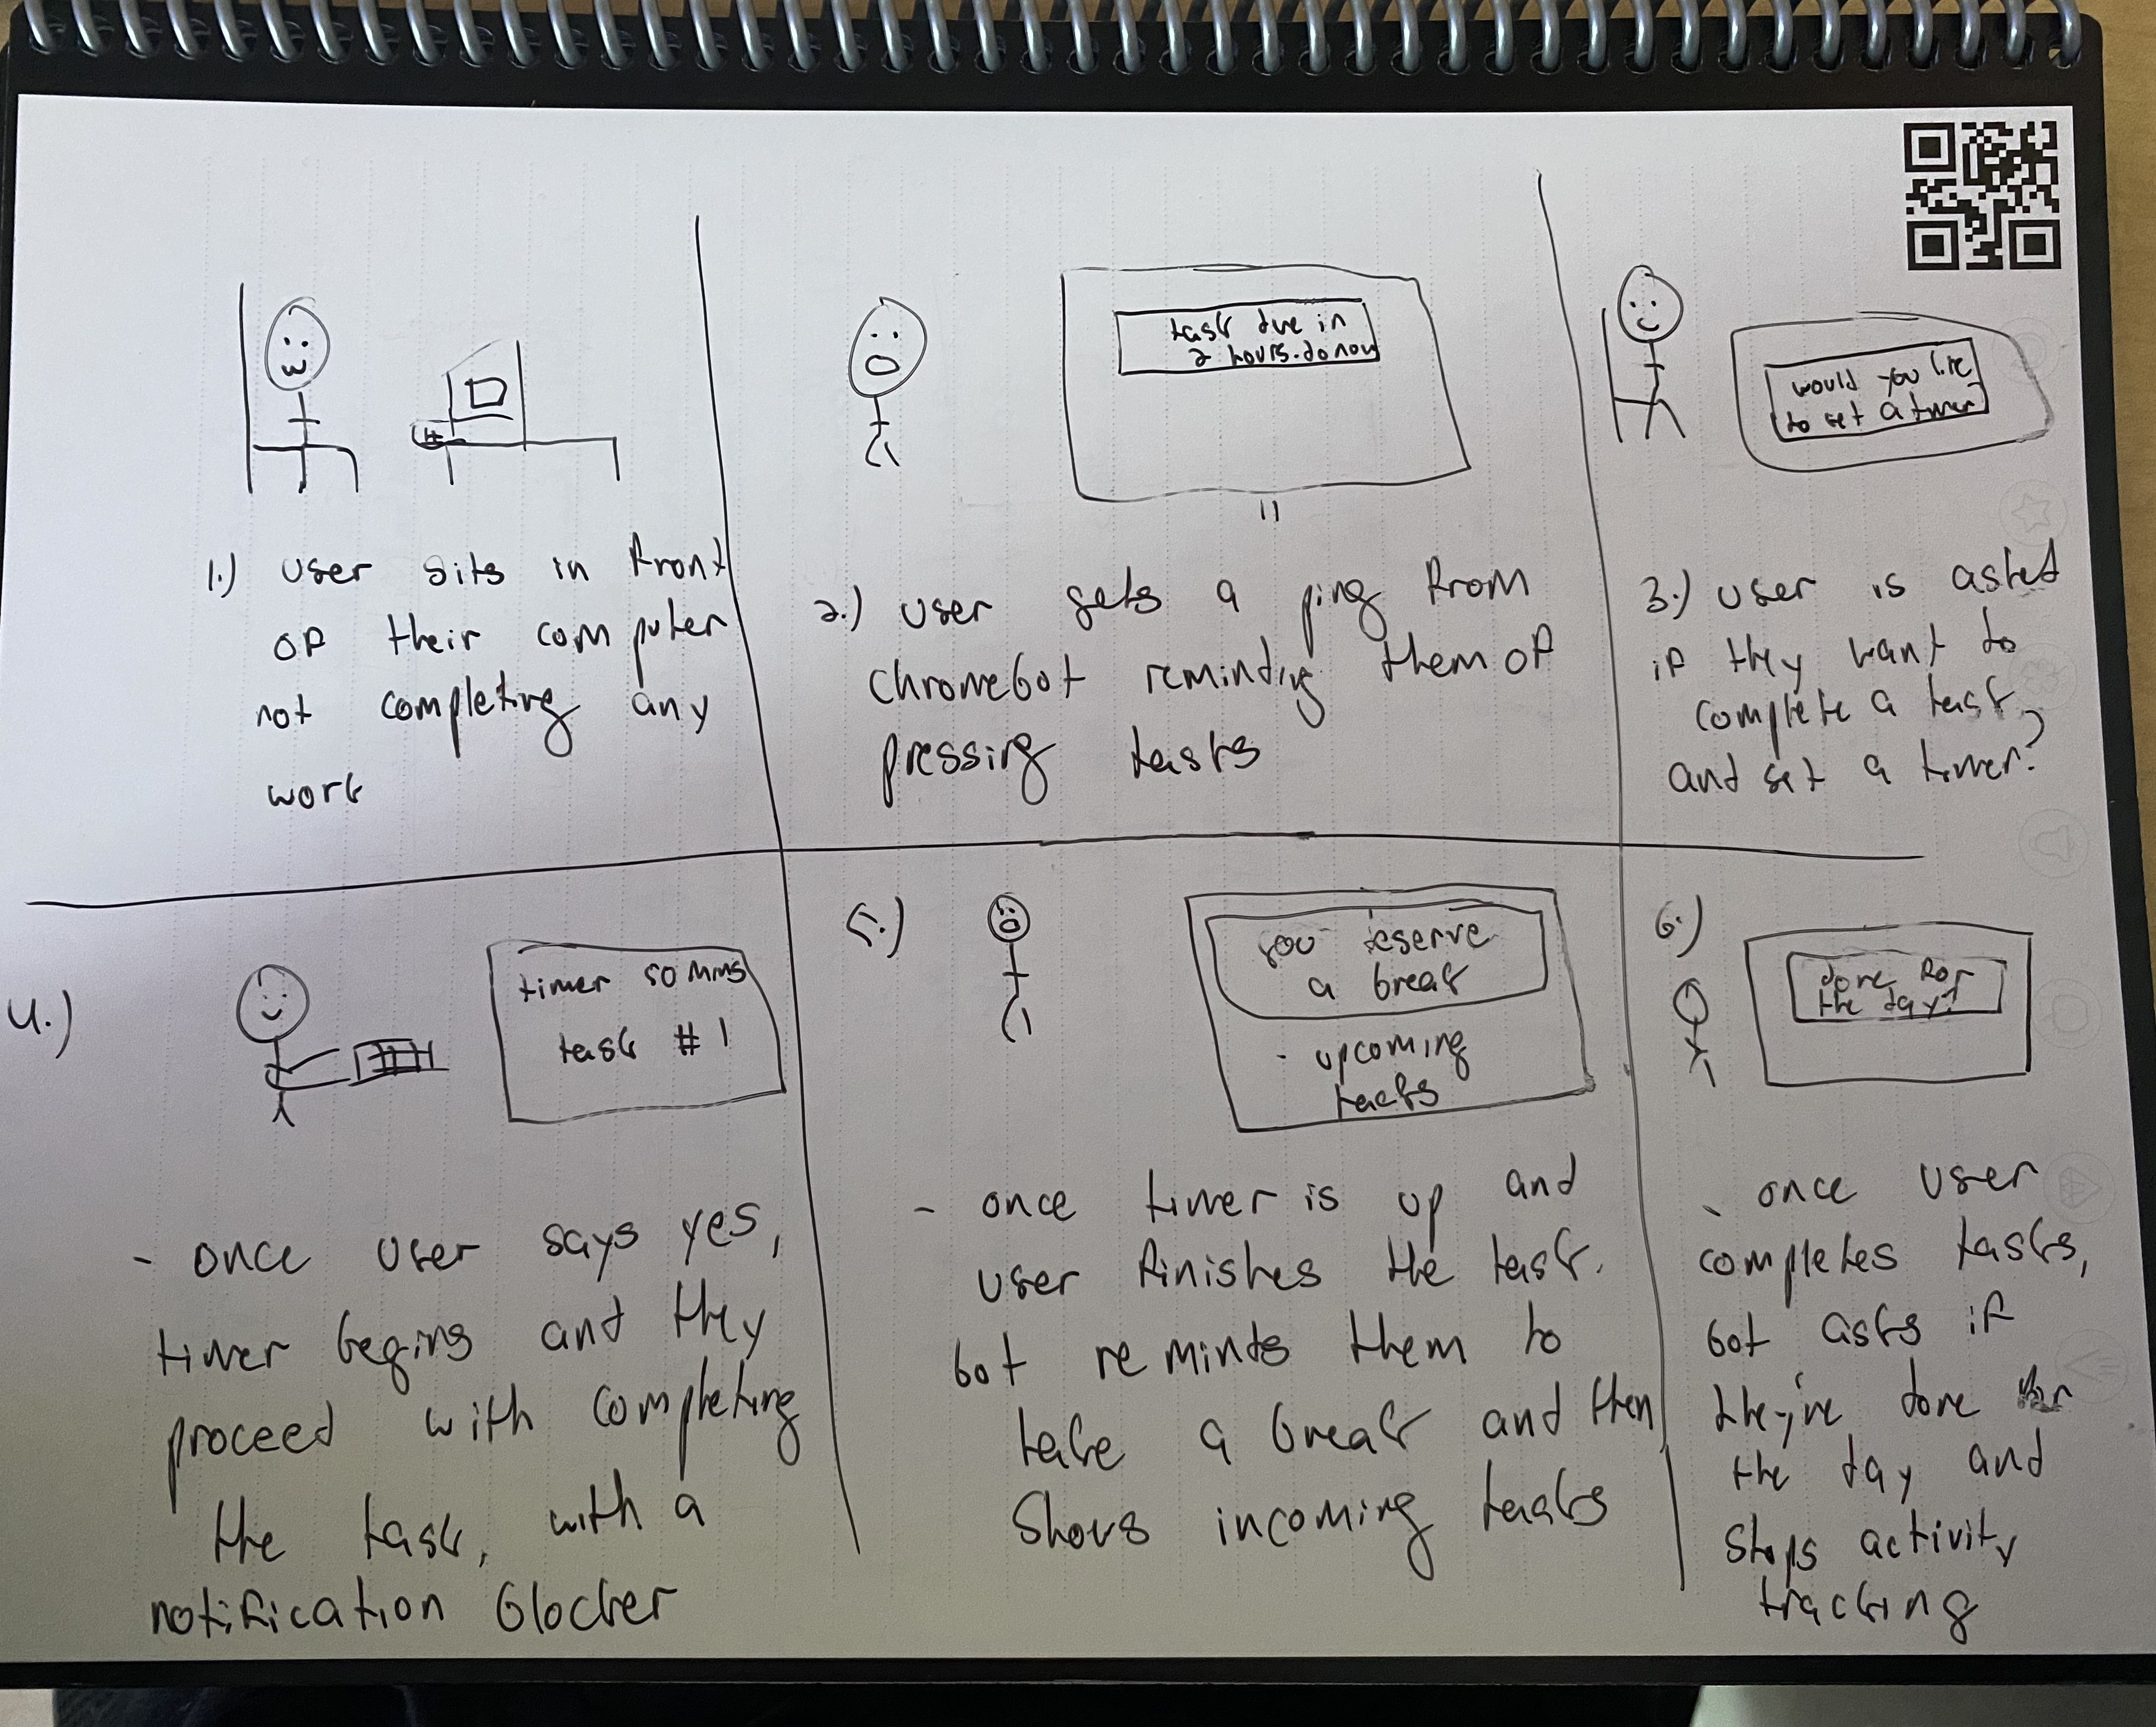 task due in
2 hours. do now
would you like
to set a timer
1.) user sits in front
of their computer
not completing any
work
2.) user gets a ping from
chromebot reminding them of
pressing tasks
3.) user is asked
if they want to
complete a task
and set a timer?
4.)
timer 50 mins
task # 1
- once user says yes,
timer begins and they
proceed with completing
the task, with a
notification blocker
5.)
you deserve
a break
- upcoming
tasks
- once timer is up and
user finishes the task.
bot reminds them to
take a break and then
shows incoming tasks
6.)
done for
the day?
- once user
completes tasks,
bot asks if
they're done for
the day and
stops activity
tracking